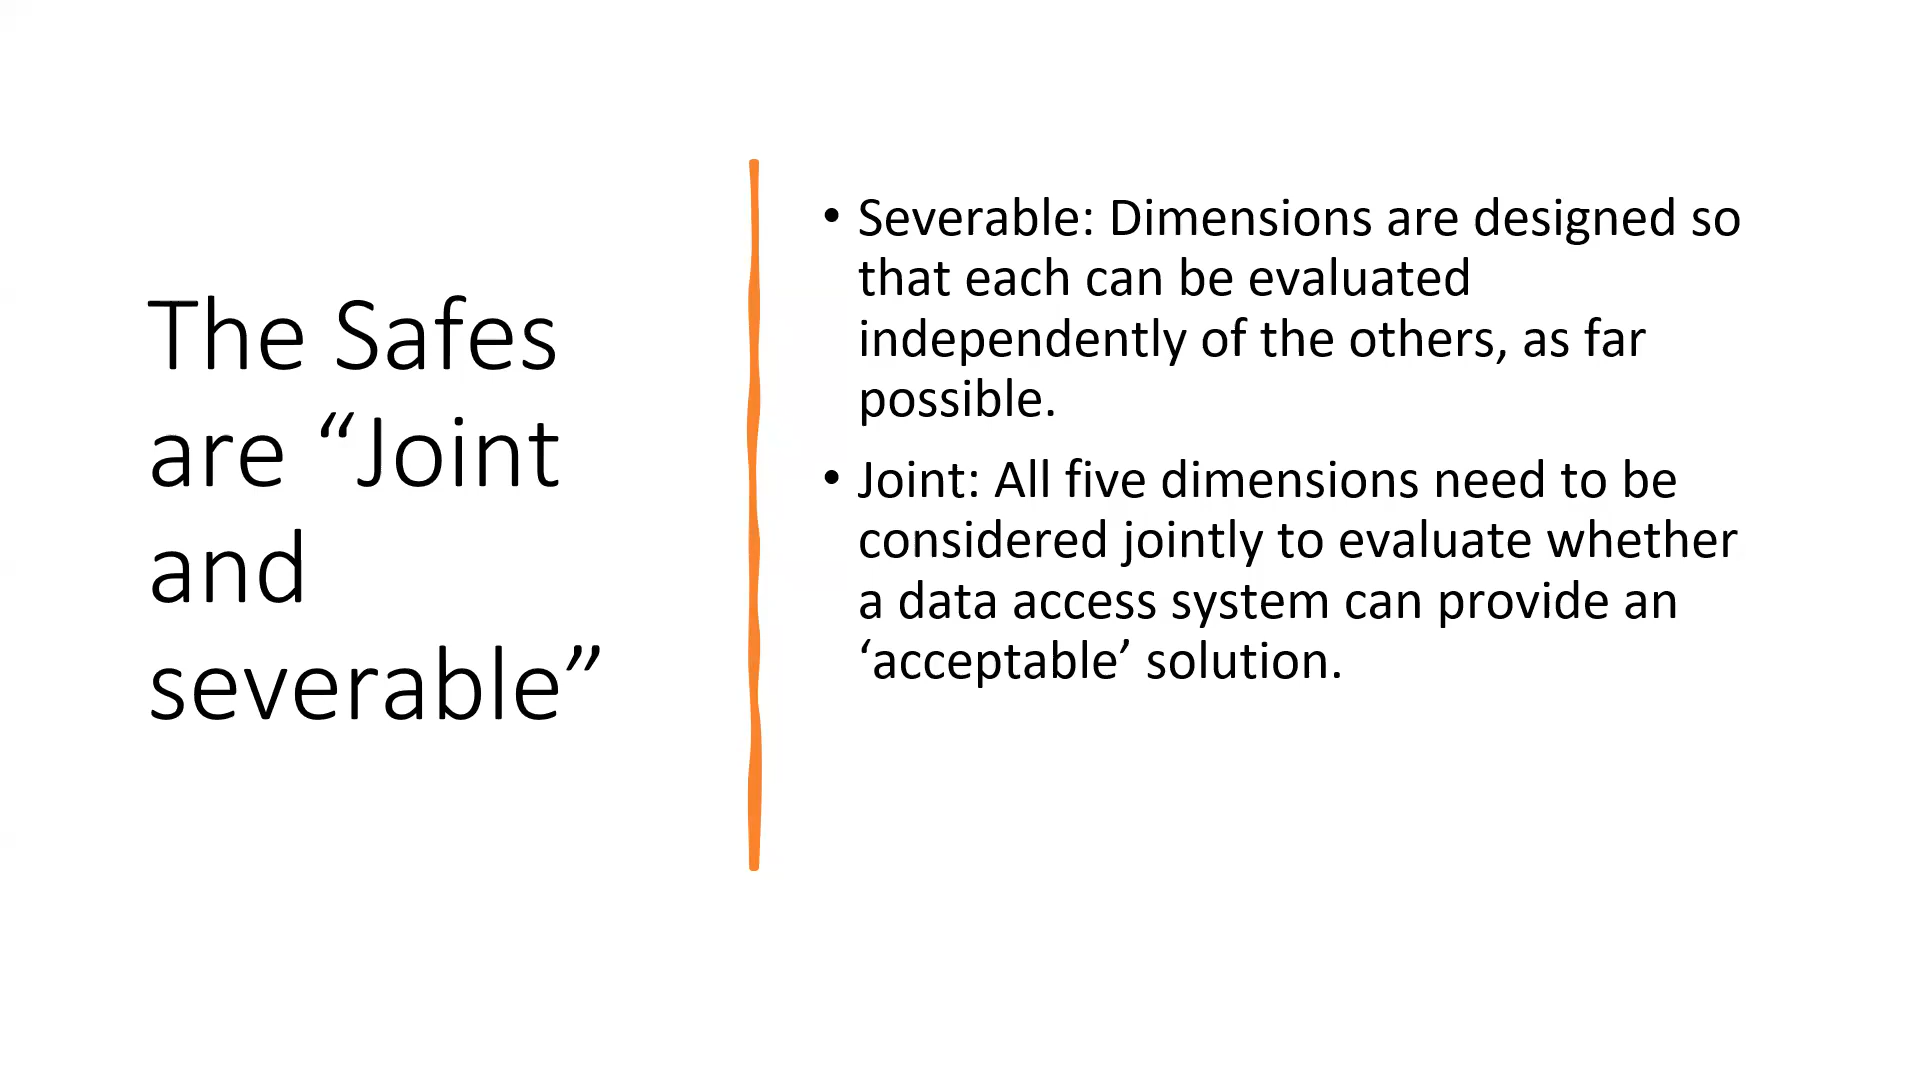 The Safes
are “Joint
and
severable”
• Severable: Dimensions are designed so
that each can be evaluated
independently of the others, as far
possible.
• Joint: All five dimensions need to be
considered jointly to evaluate whether
a data access system can provide an
‘acceptable’ solution.